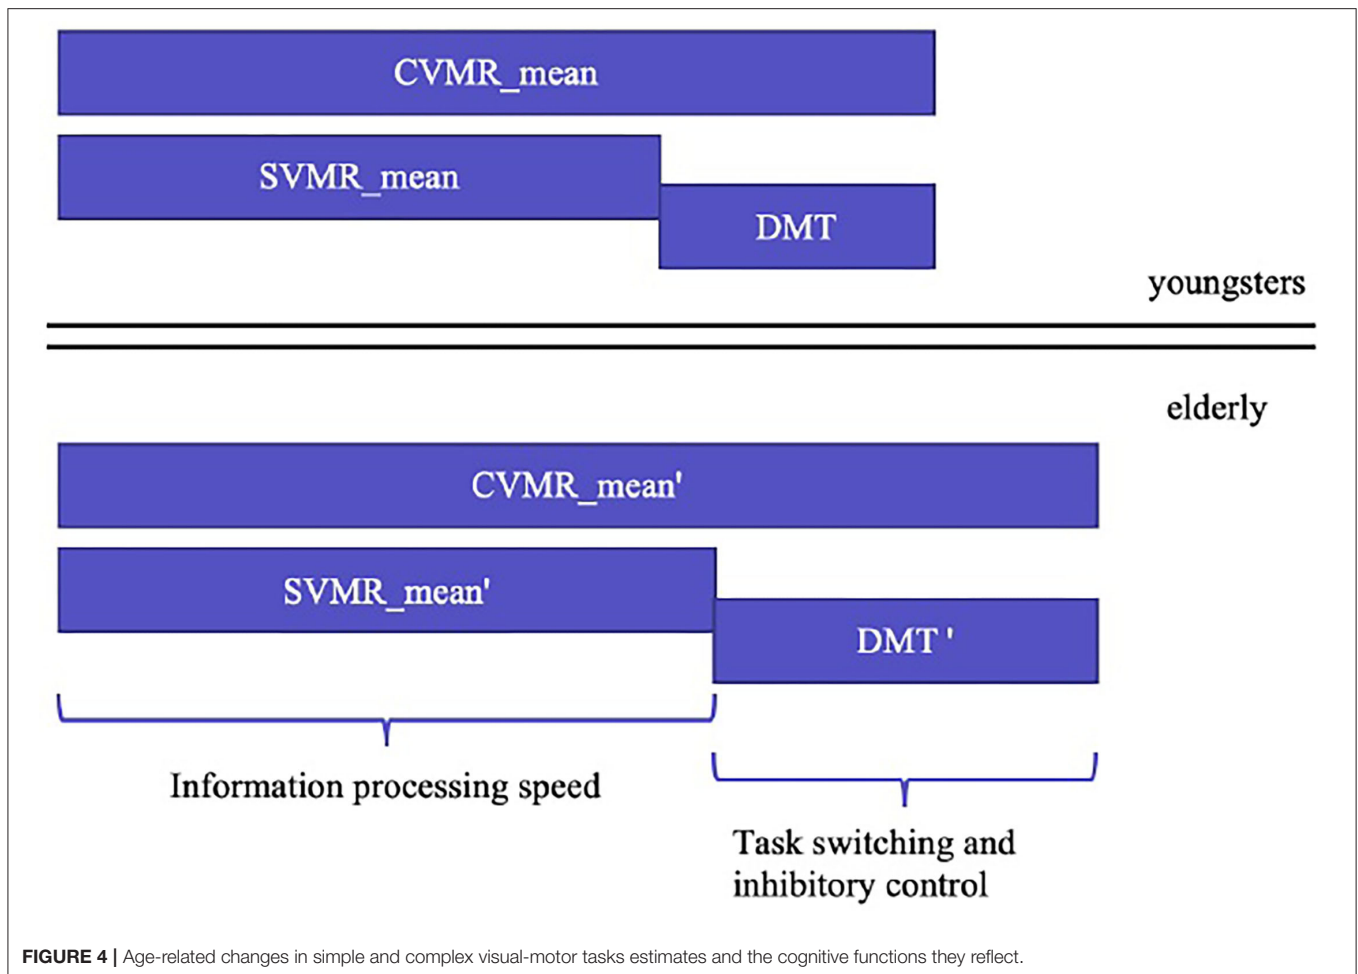 CVMR_mean
SVMR_mean
DMT
youngsters
elderly
CVMR_mean'
SVMR_mean'
DMT '
Information processing speed
Task switching and
inhibitory control
FIGURE 4 | Age-related changes in simple and complex visual-motor tasks estimates and the cognitive functions they reflect.